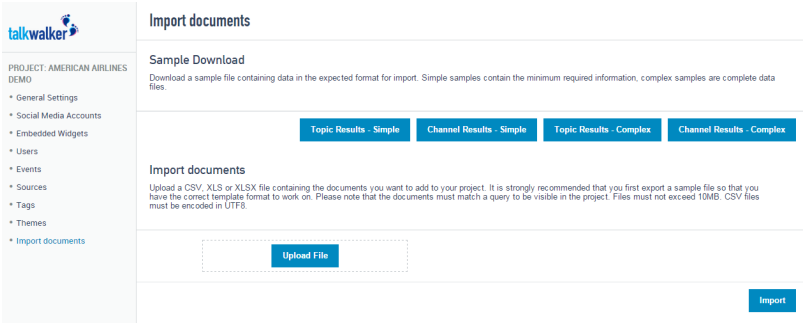 talkwalker
PROJECT: AMERICAN AIRLINES
DEMO
General Settings
Social Media Accounts
Embedded Widgets
Users
Events
Sources
Tags
Themes
Import documents
Import documents
Sample Download
Download a sample file containing data in the expected format for import. Simple samples contain the minimum required information, complex samples are complete data
files.
Topic Results - Simple
Channel Results - Simple
Topic Results - Complex
Channel Results - Complex
Import documents
Upload a CSV, XLS or XLSX file containing the documents you want to add to your project. It is strongly recommended that you first export a sample file so that you
have the correct template format to work on. Please note that the documents must match a query to be visible in the project. Files must not exceed 10MB. CSV files
must be encoded in UTF8.
Upload File
Import